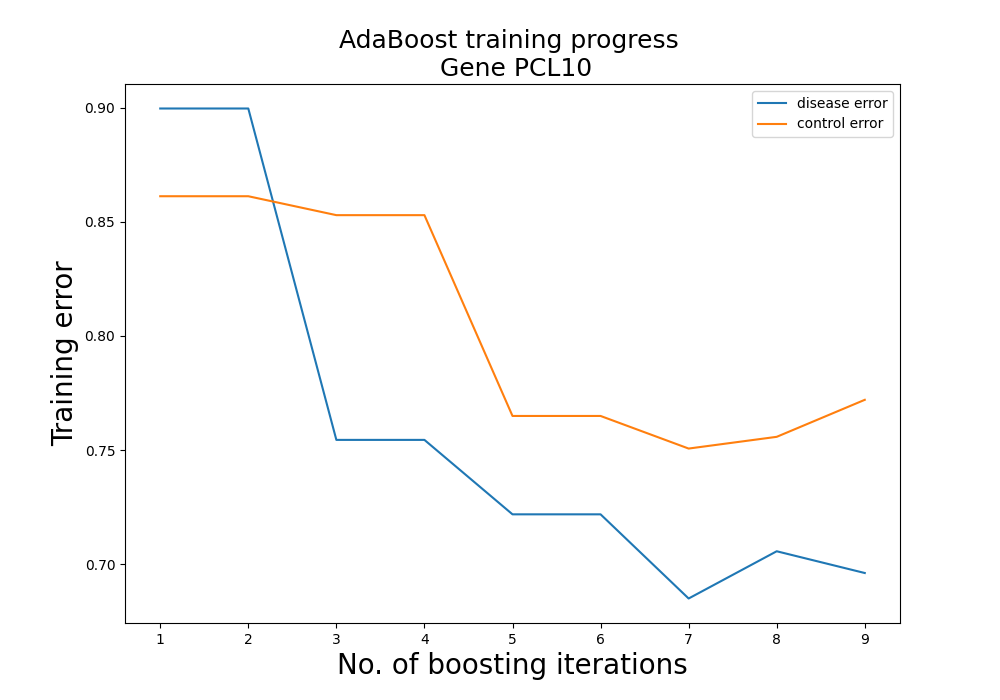 AdaBoost training progress
Gene PCL10
disease error
control error
Training error
0.90
0.85
0.80
0.75
0.70
1 2 3 4 5 6 7 8 9
No. of boosting iterations